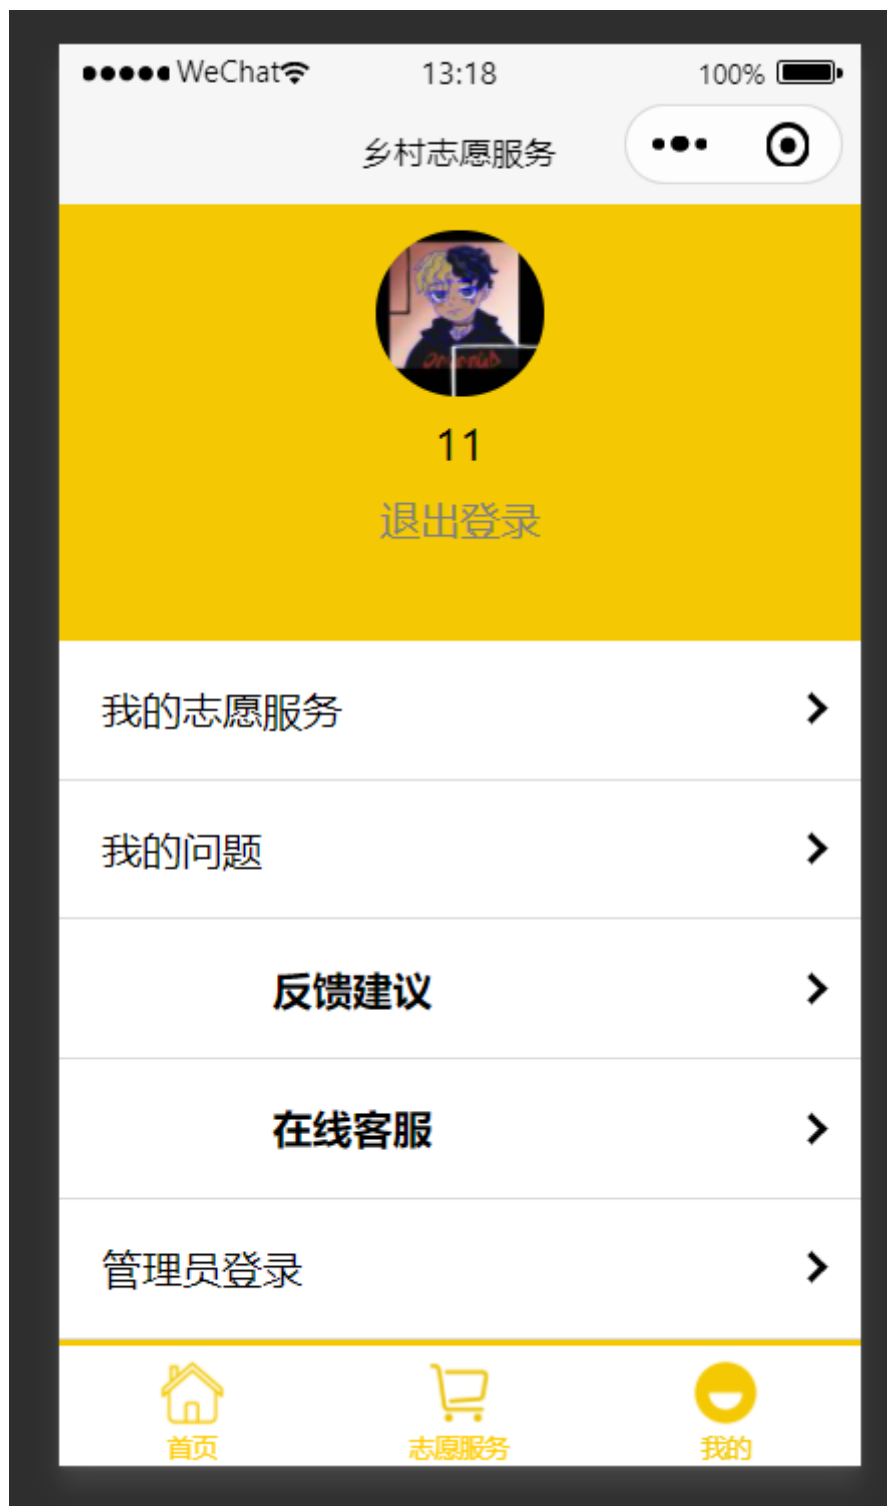 WeChat 13:18 100%
乡村志愿服务
11
退出登录
我的志愿服务
我的问题
反馈建议
在线客服
管理员登录
首页 志愿服务 我的